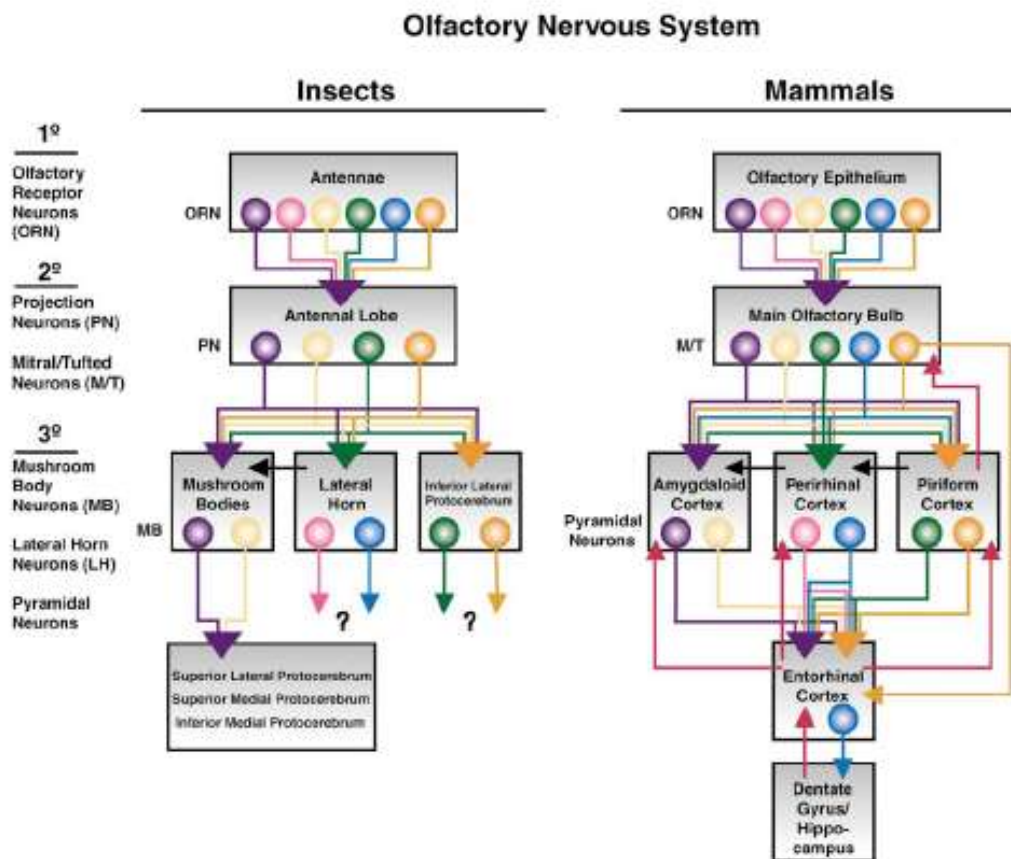 Olfactory Nervous System
Insects
Mammals
1º
Olfactory
Receptor
Neurons
(ORN)
2º
Projection
Neurons (PN)
Mitral/Tufted
Neurons (M/T)
3º
Mushroom
Body
Neurons (MB)
Lateral Horn
Neurons (LH)
Pyramidal
Neurons
Antennae
ORN
Antennal Lobe
PN
Mushroom
Bodies
MB
Lateral
Horn
Inferior Lateral
Protocerebrum
?
?
Superior Lateral Protocerebrum
Superior Medial Protocerebrum
Inferior Medial Protocerebrum
Olfactory Epithelium
ORN
Main Olfactory Bulb
M/T
Amygdaloid
Cortex
Perirhinal
Cortex
Piriform
Cortex
Pyramidal
Neurons
Entorhinal
Cortex
Dentate
Gyrus/
Hippo-
campus